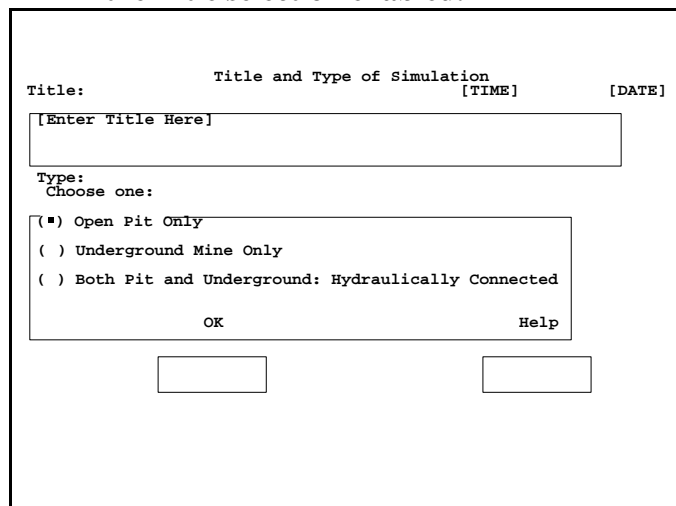 Title and Type of Simulation
Title: [TIME] [DATE]
[Enter Title Here]
Type:
Choose one:
(▪) Open Pit Only
( ) Underground Mine Only
( ) Both Pit and Underground: Hydraulically Connected
OK Help